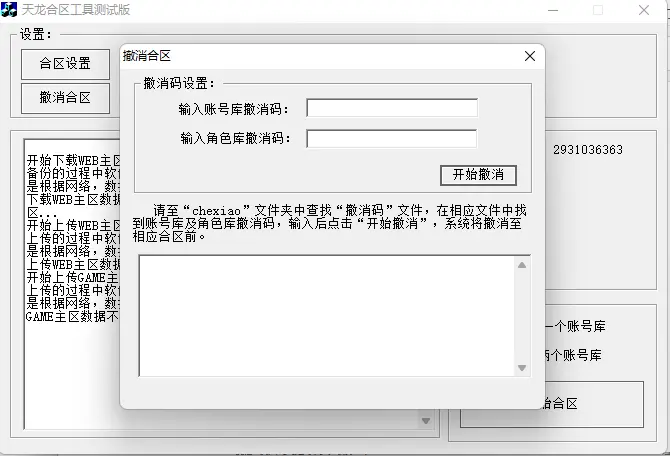 天龙合区工具测试版
设置:
合区设置
撤消合区
开始下载WEB主区
备份的过程中软
是根据网络，数据
下载WEB主区数据
区...
开始上传WEB主区
上传的过程中软
是根据网络，数据
上传WEB主区数据
开始上传GAME主
上传的过程中软
是根据网络，数据
GAME主区数据不
撤消合区
撤消码设置:
输入账号库撤消码:
输入角色库撤消码:
开始撤消
请至“chexiao”文件夹中查找“撤消码”文件，在相应文件中找
到账号库及角色库撤消码，输入后点击“开始撤消”，系统将撤消至
相应合区前。
2931036363
一个账号库
两个账号库
合区